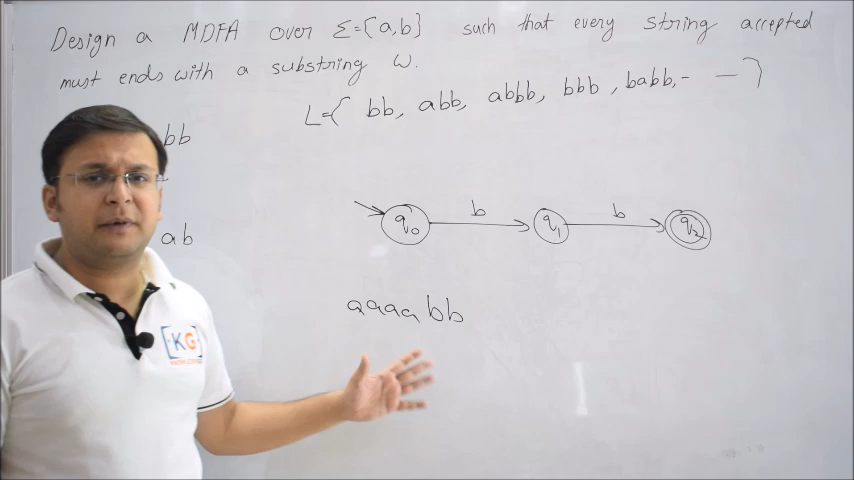 Design a MDFA over Σ={a,b} such that every string accepted
must ends with a substring w.
L={ bb, abb, abbb, bbb, babb, - — }
bb
b
b
q₀
q₁
q₂
ab
aaaabb
KG